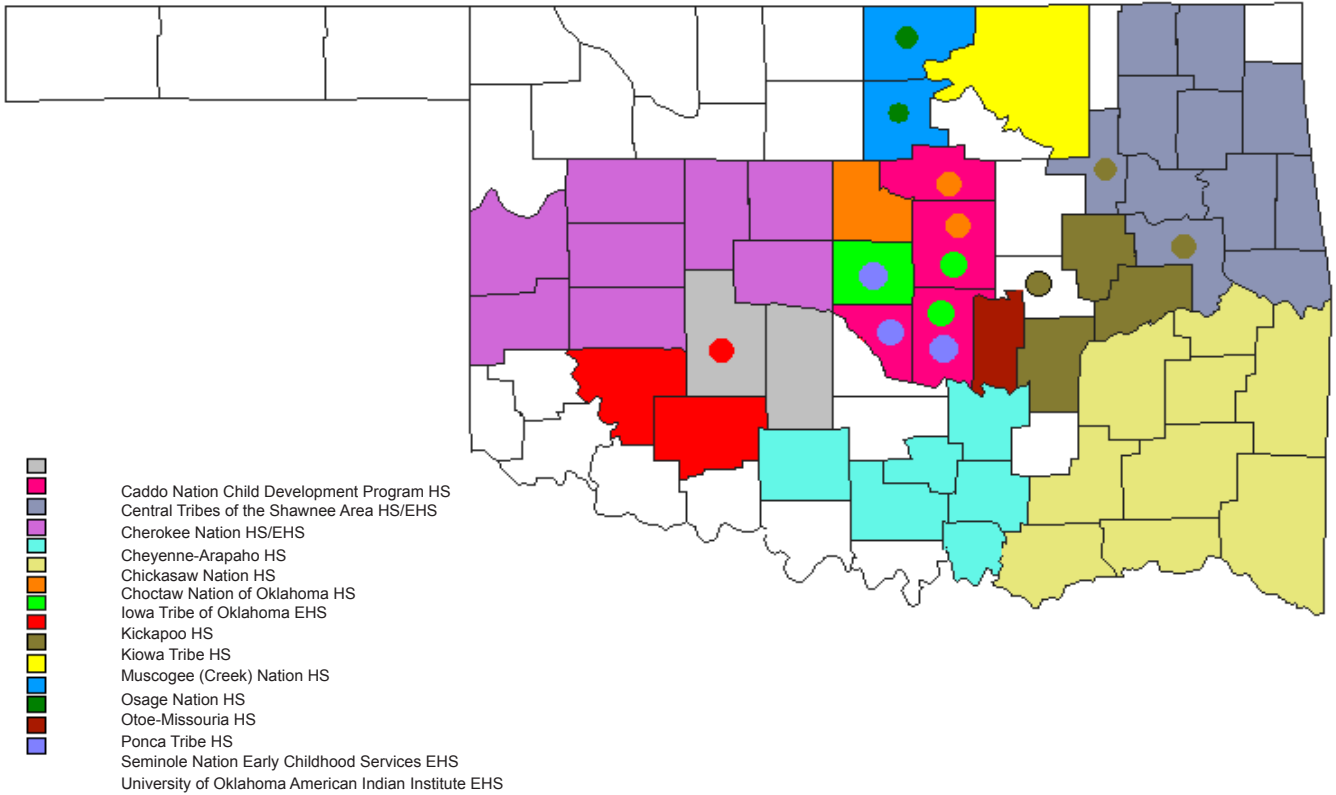 Caddo Nation Child Development Program HS
Central Tribes of the Shawnee Area HS/EHS
Cherokee Nation HS/EHS
Cheyenne-Arapaho HS
Chickasaw Nation HS
Choctaw Nation of Oklahoma HS
Iowa Tribe of Oklahoma EHS
Kickapoo HS
Kiowa Tribe HS
Muscogee (Creek) Nation HS
Osage Nation HS
Otoe-Missouria HS
Ponca Tribe HS
Seminole Nation Early Childhood Services EHS
University of Oklahoma American Indian Institute EHS